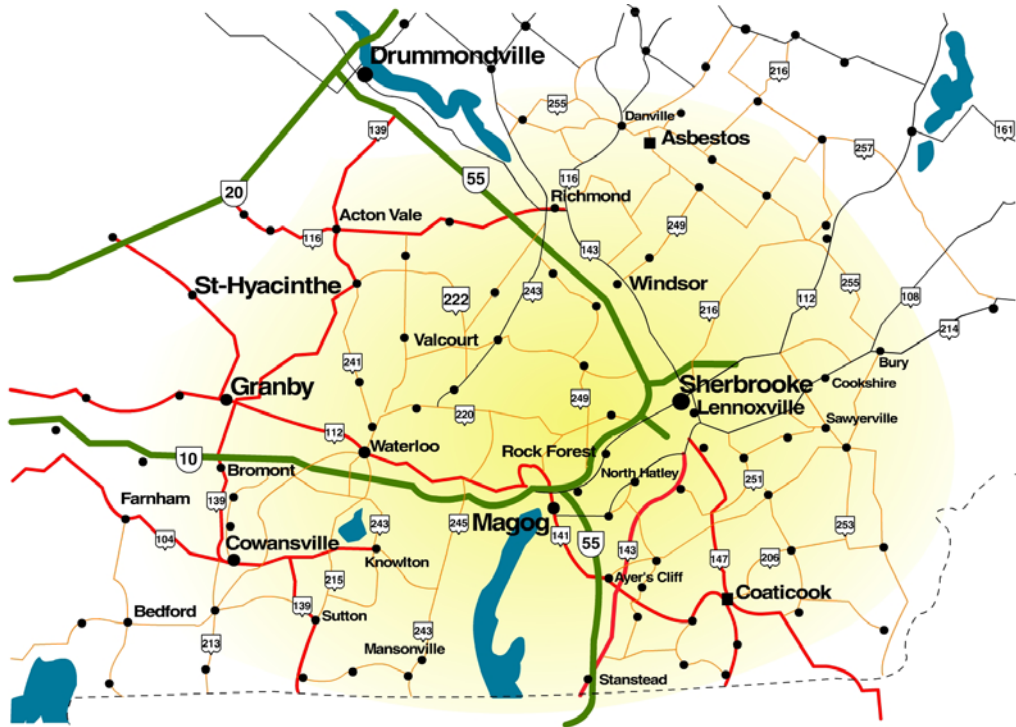 Drummondville
216
255
Danville
139
161
Asbestos
257
55
116
20
Richmond
Acton Vale
249
116
143
St-Hyacinthe
Windsor
255
243
222
108
112
216
214
Valcourt
241
Bury
Granby
Sherbrooke
Cookshire
249
Lennoxville
220
Sawyerville
112
Waterloo
Rock Forest
10
Bromont
North Hatley
251
Farnham
139
Magog
243
245
253
104
141
Cowansville
55
143
147
206
Knowlton
215
Ayer's Cliff
Coaticook
139
Bedford
Sutton
213
243
Mansonville
Stanstead